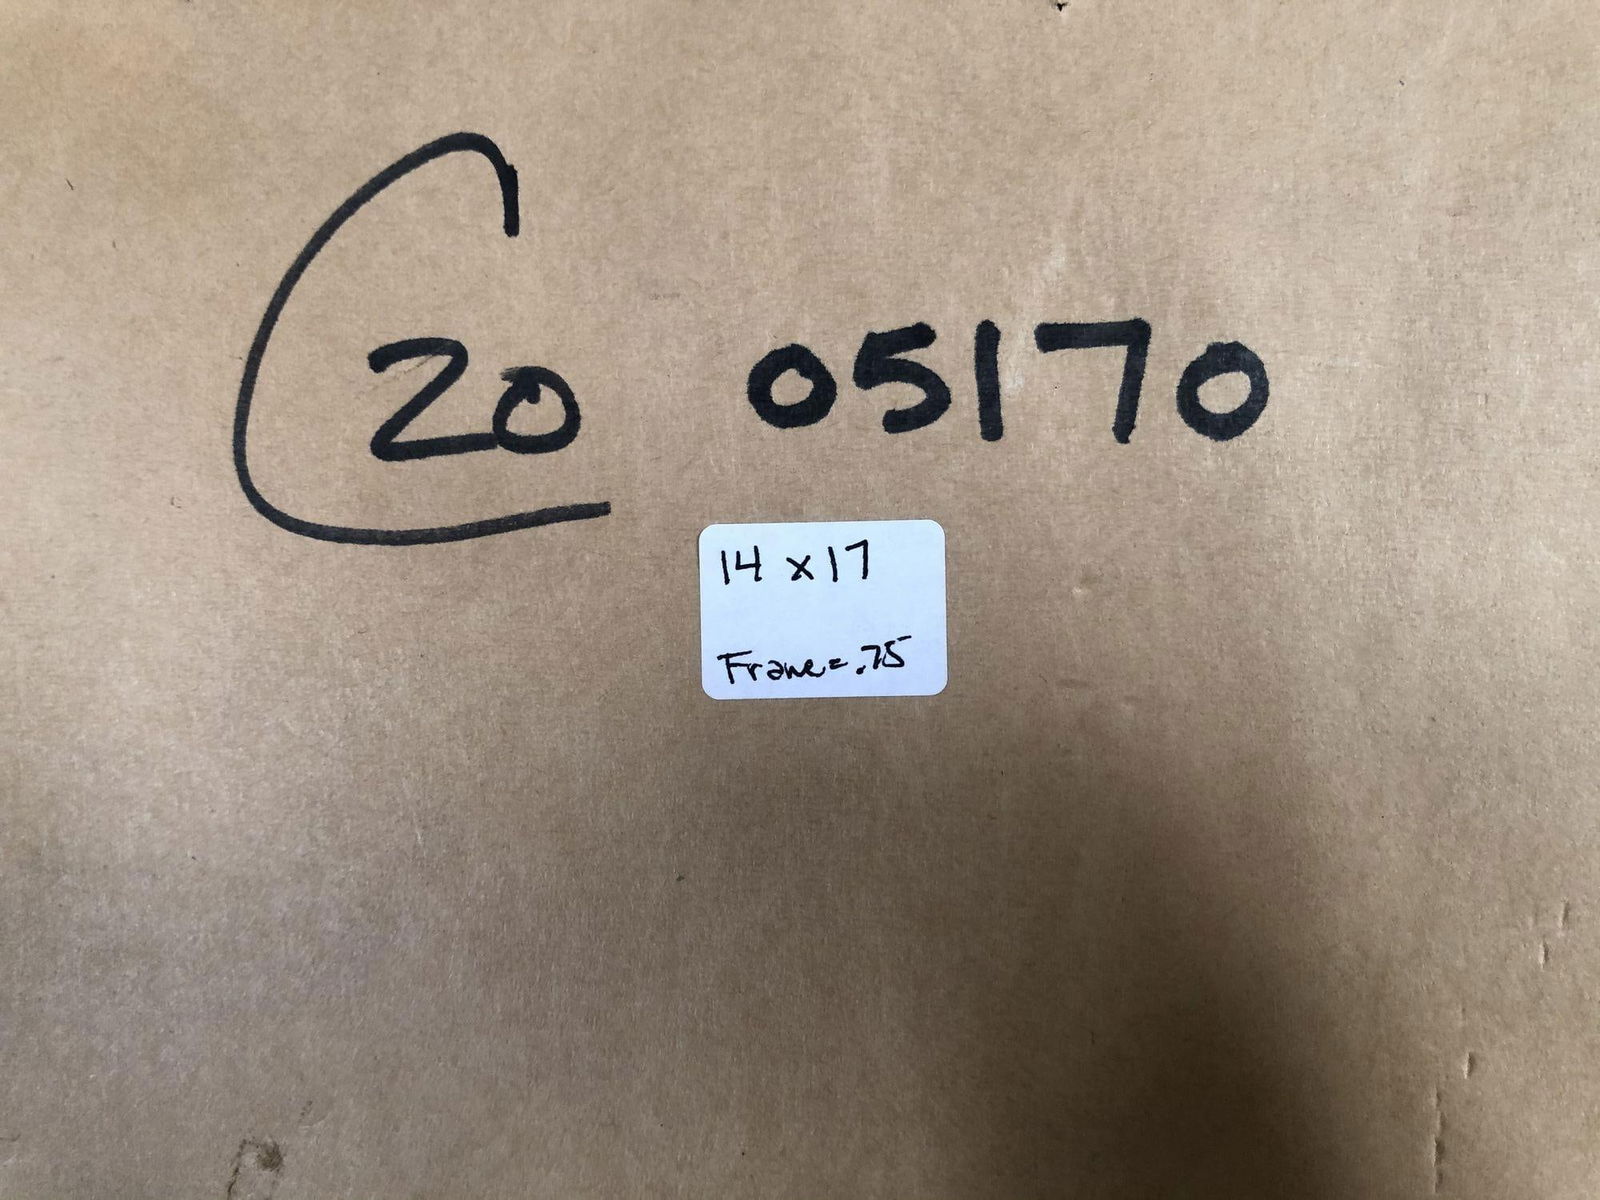 C20 05170
14 x 17
Frame = .75